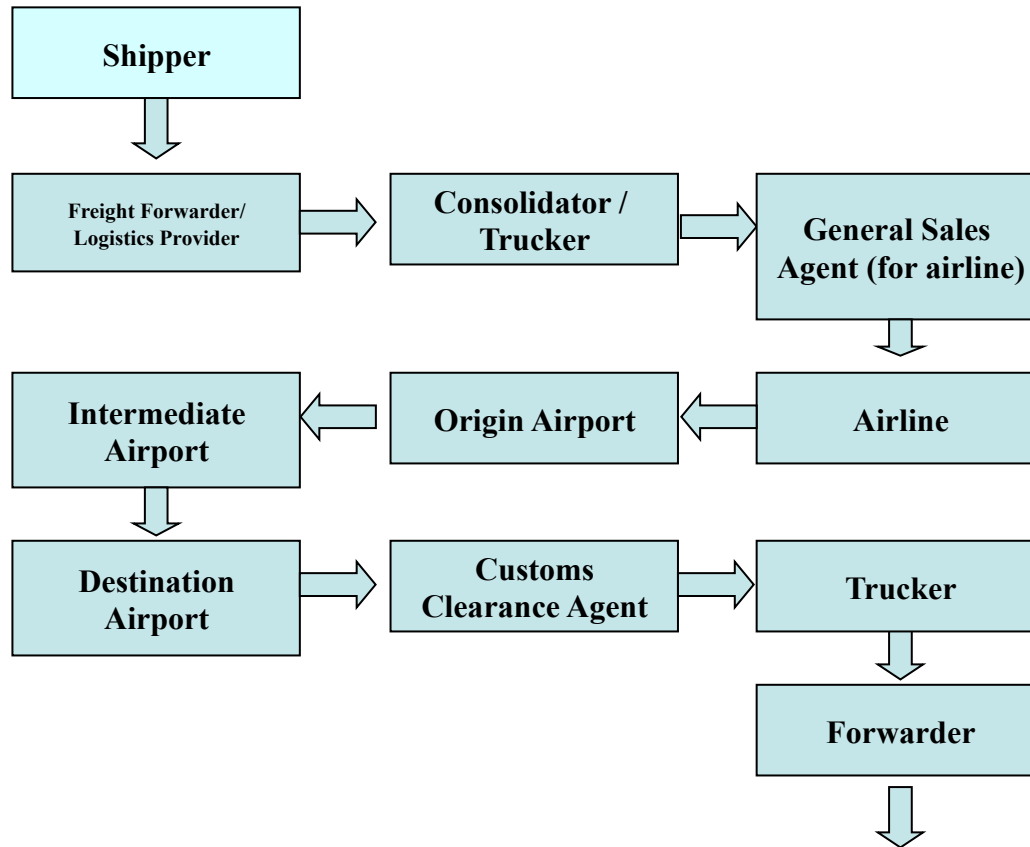 Shipper
Freight Forwarder/
Logistics Provider
Consolidator /
Trucker
General Sales
Agent (for airline)
Intermediate
Airport
Origin Airport
Airline
Destination
Airport
Customs
Clearance Agent
Trucker
Forwarder